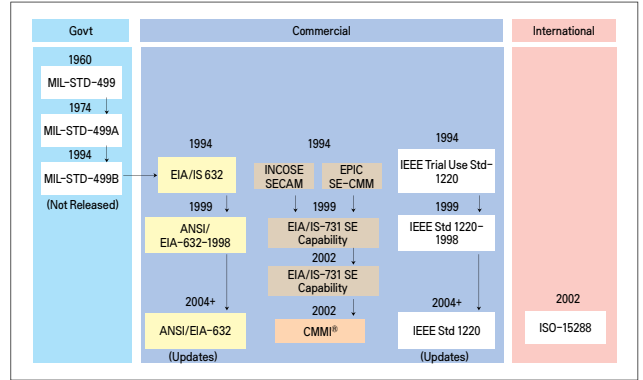 Govt
Commercial
International
1960
MIL-STD-499
1974
MIL-STD-499A
1994
MIL-STD-499B
(Not Released)
1994
EIA/IS 632
1999
ANSI/
EIA-632-1998
2004+
ANSI/EIA-632
(Updates)
1994
INCOSE
SECAM
EPIC
SE-CMM
1999
EIA/IS-731 SE
Capability
2002
EIA/IS-731 SE
Capability
2002
CMMI®
1994
IEEE Trial Use Std-
1220
1999
IEEE Std 1220-
1998
2004+
IEEE Std 1220
(Updates)
2002
ISO-15288